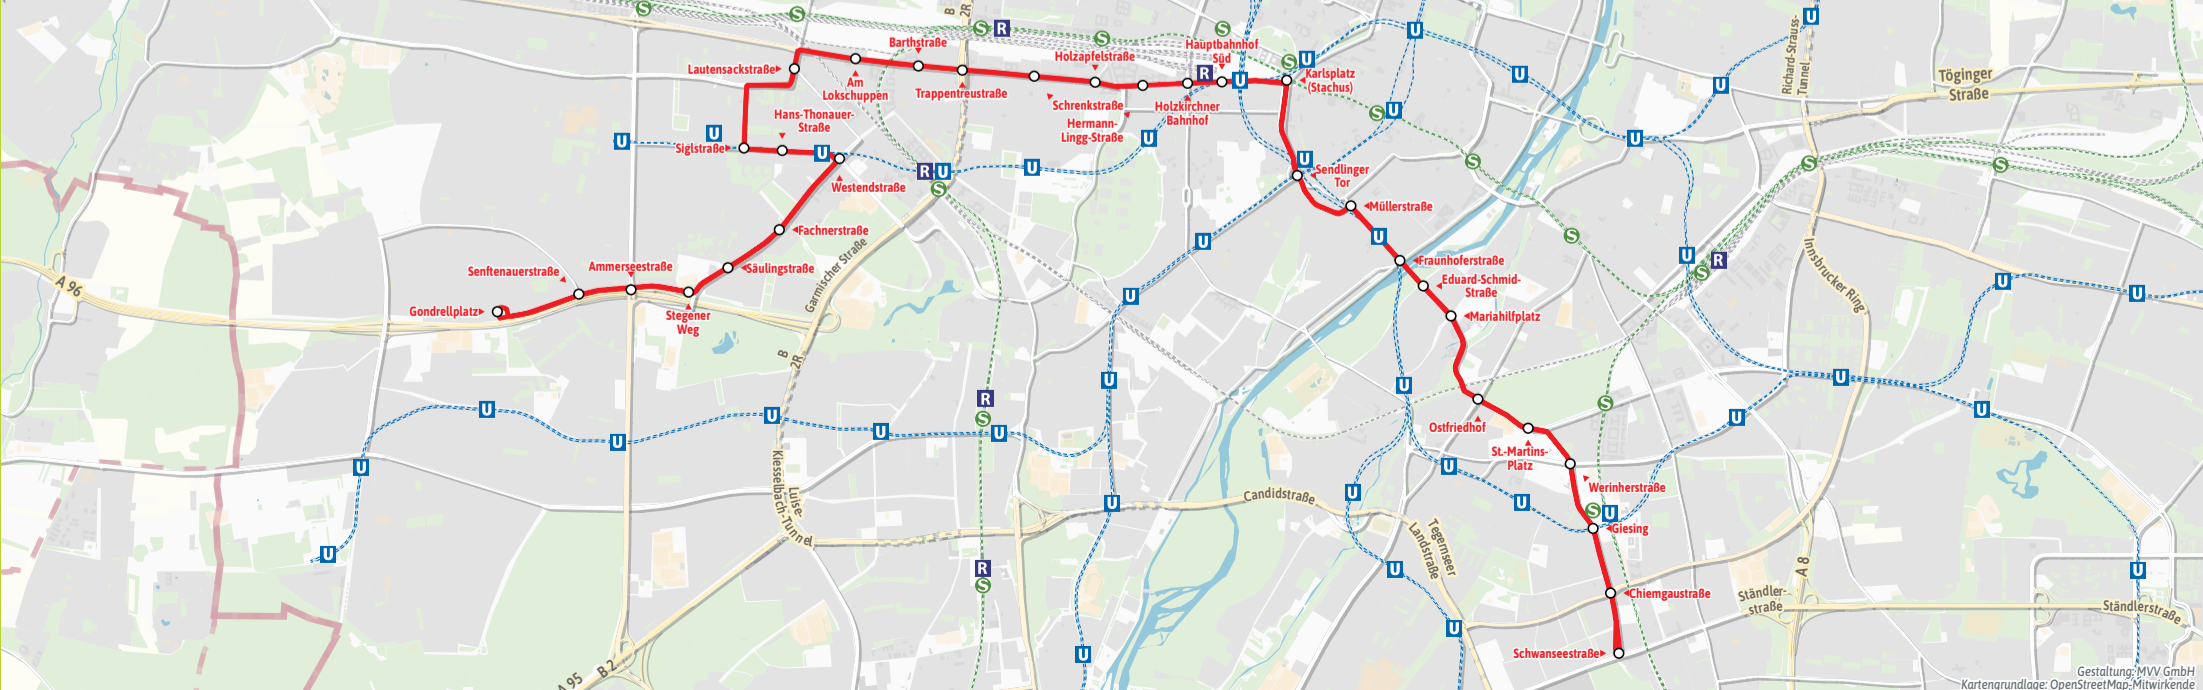 B
2R
S
S
S
R
S
S
U
U
U
Richard-Strauss-
Tunnel
Barthstraße
Holzapfelstraße
Hauptbahnhof
Süd
Lautensackstraße
Am
Lokschuppen
Trappentreustraße
Schrenkstraße
Hermann-
Lingg-Straße
Holzkirchner
Bahnhof
R
U
S
Karlsplatz
(Stachus)
U
U
Töginger
Straße
Hans-Thonauer-
Straße
U
U
Siglstraße
U
U
S
U
U
Westendstraße
R
U
S
U
U
Sendlinger
Tor
S
S
S
Müllerstraße
Fachnerstraße
U
U
S
Garmischer Straße
Säulingstraße
Fraunhoferstraße
U
R
S
Innsbrucker Ring
Senftenauerstraße
Ammerseestraße
Eduard-Schmid-
Straße
U
U
A 96
Gondrellplatz
Stegener
Weg
U
Mariahilfplatz
B
2R
U
U
U
R
S
S
U
U
U
U
U
U
U
U
Ostfriedhof
St.-Martins-
Platz
U
U
Werinherstraße
Kiesselbach-Tunnel
Luise-
U
Candidstraße
U
U
S
U
Giesing
Tegernseer
Landstraße
U
R
S
U
A 8
U
Chiemgaustraße
Ständler-
straße
Ständlerstraße
U
U
Schwanseestraße
A 95
B 2
Gestaltung: MVV GmbH
Kartengrundlage: OpenStreetMap-Mitwirkende